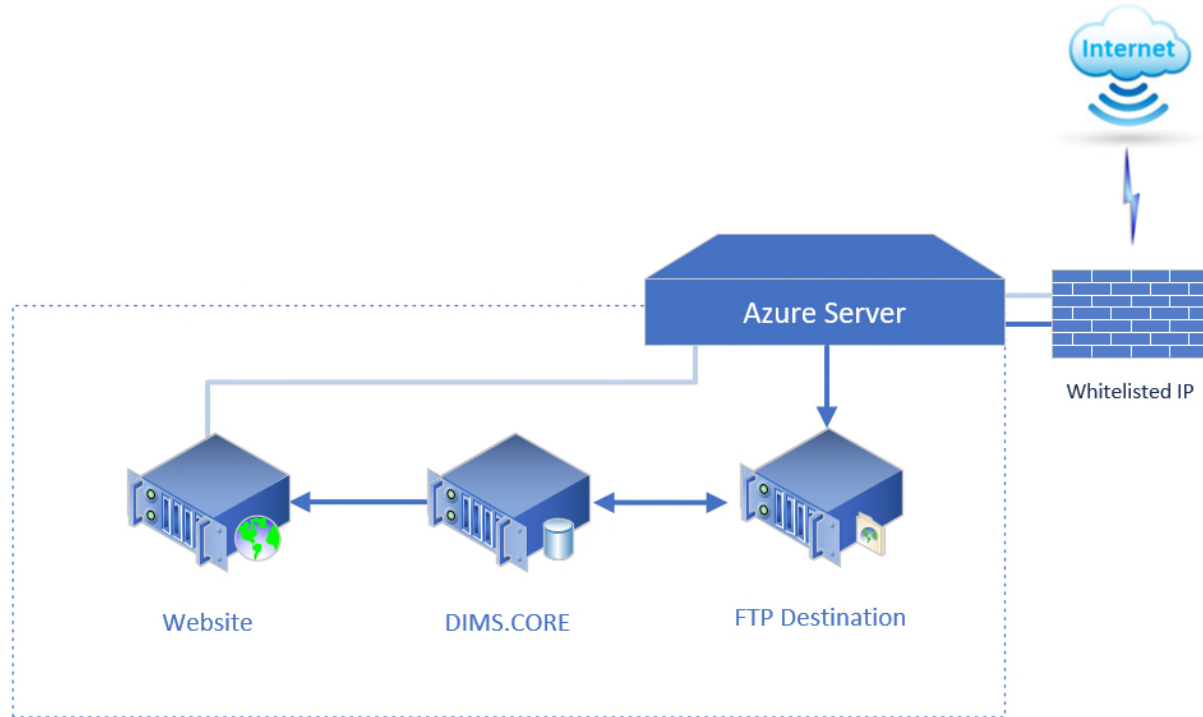 Internet
Azure Server
Whitelisted IP
Website
DIMS.CORE
FTP Destination